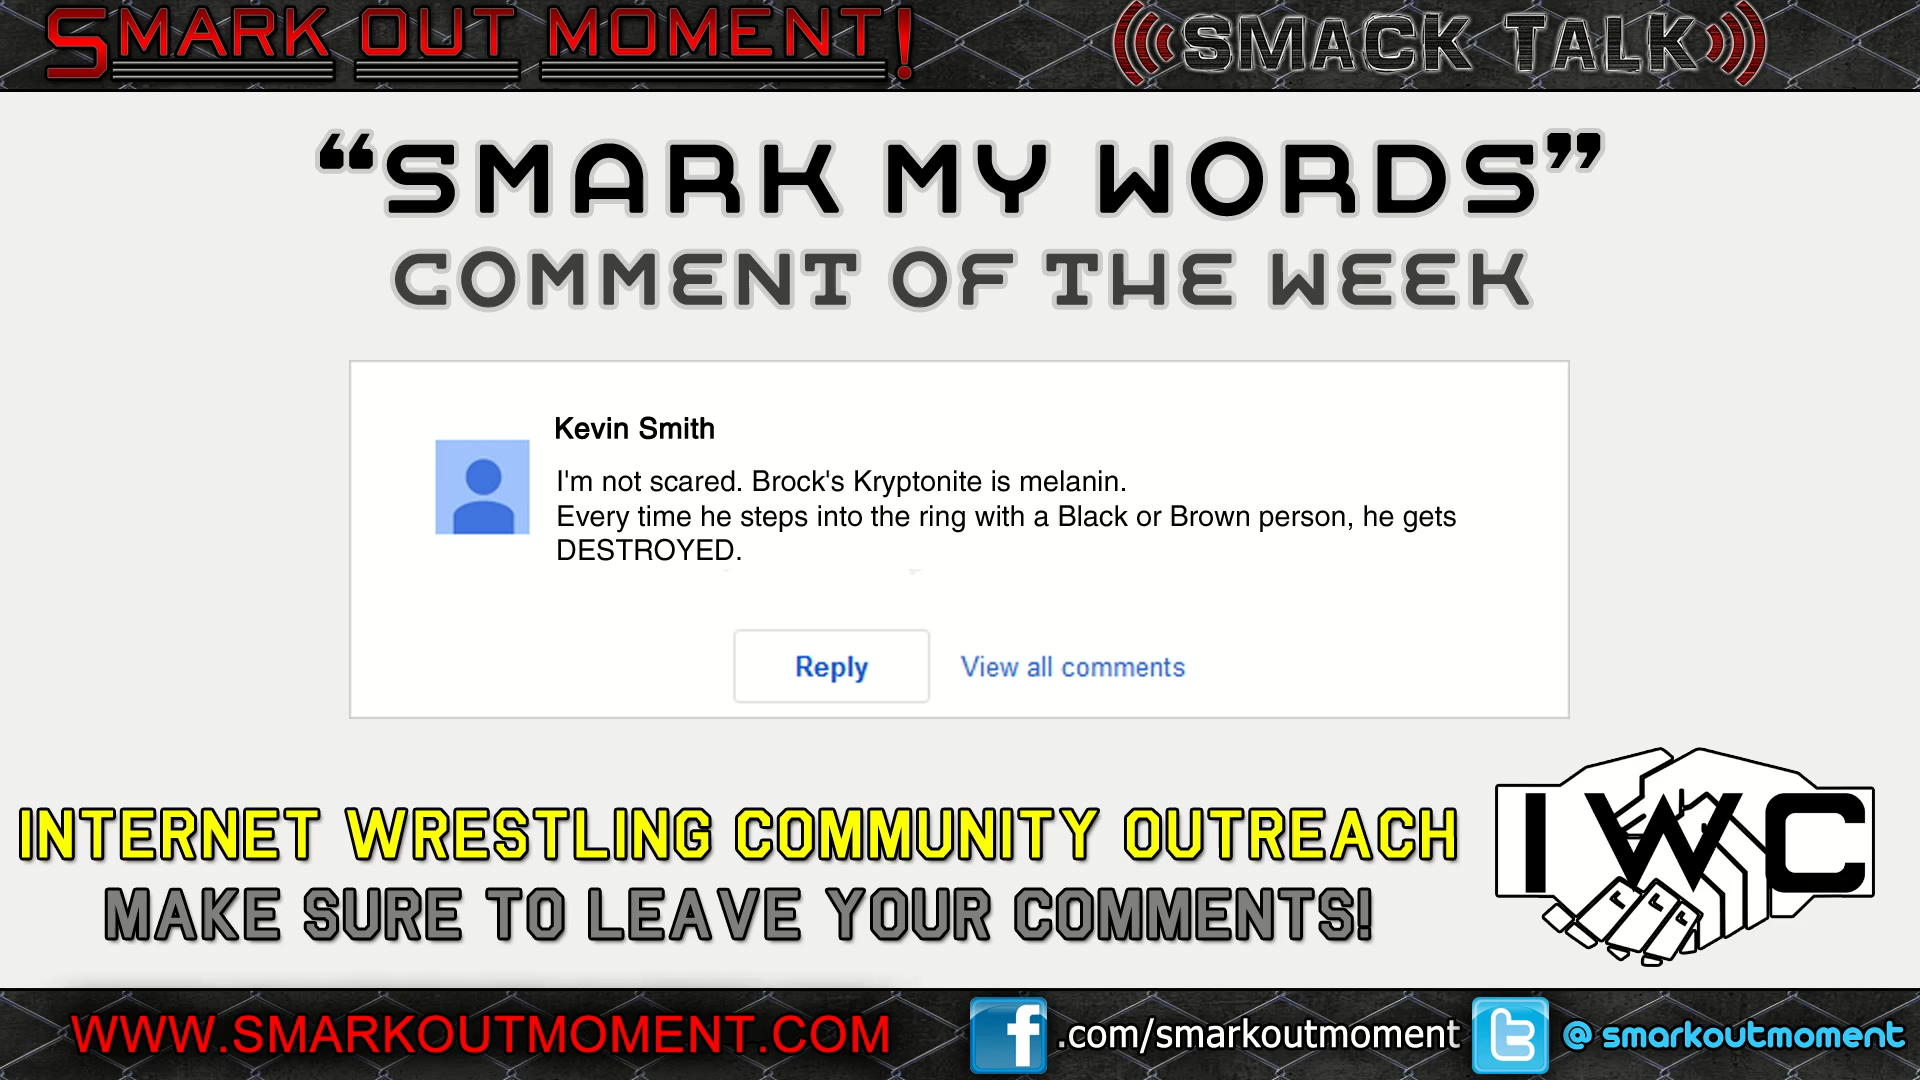 SMARK OUT MOMENT!
SMACK TALK
“SMARK MY WORDS”
COMMENT OF THE WEEK
Kevin Smith
I'm not scared. Brock's Kryptonite is melanin.
Every time he steps into the ring with a Black or Brown person, he gets
DESTROYED.
Reply View all comments
INTERNET WRESTLING COMMUNITY OUTREACH
MAKE SURE TO LEAVE YOUR COMMENTS!
IWC
WWW.SMARKOUTMOMENT.COM
f .com/smarkoutmoment
t @ smarkoutmoment